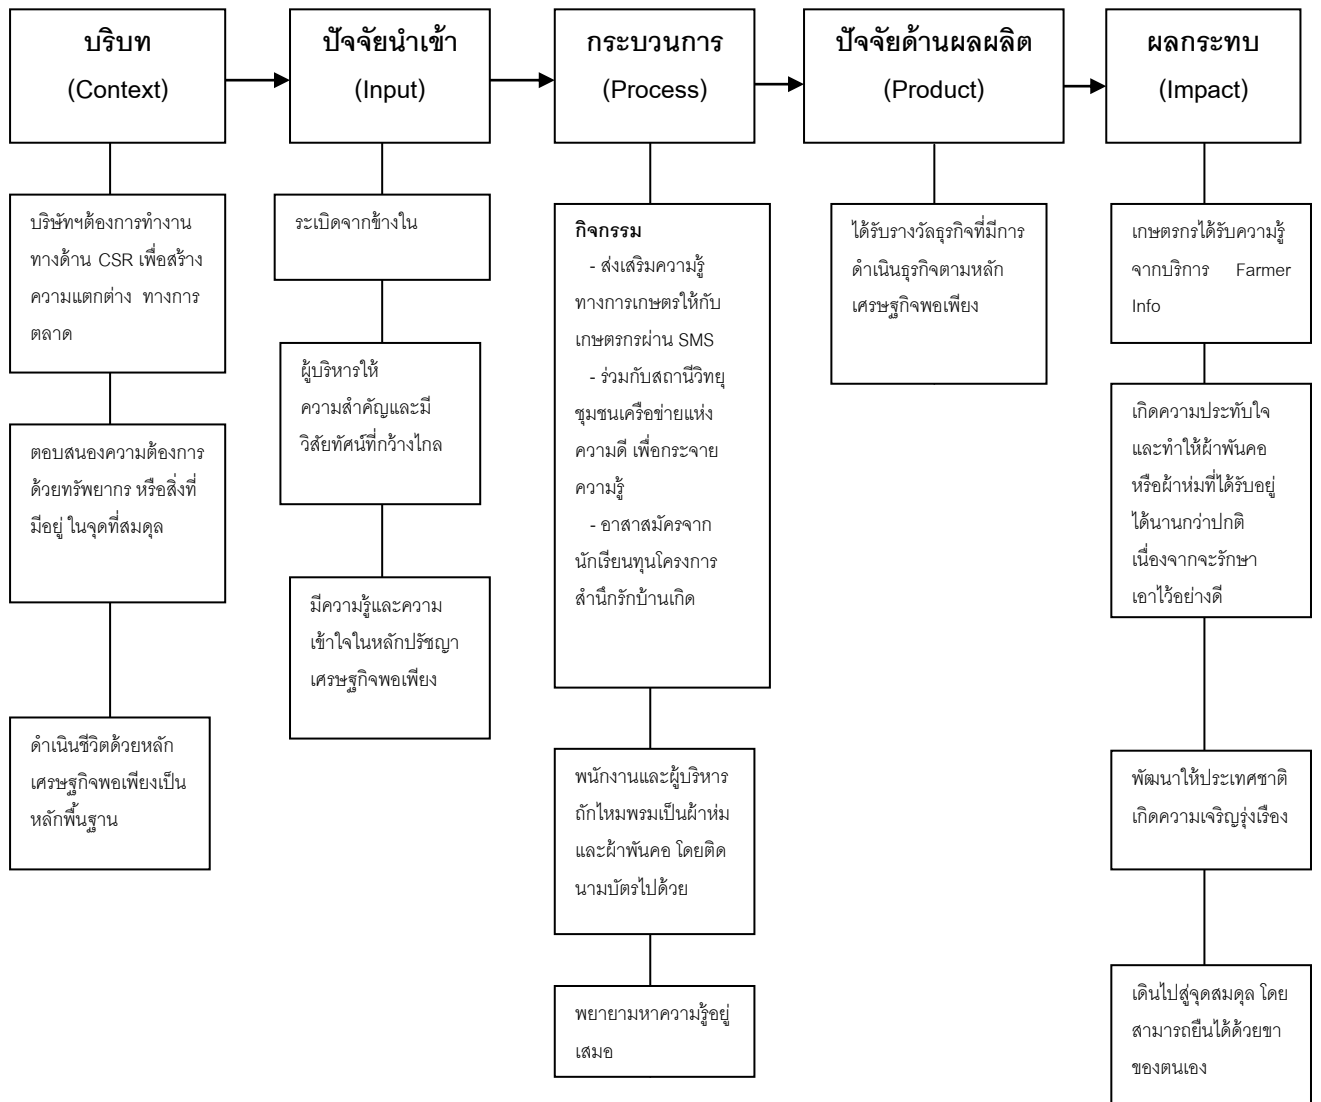 บริบท
(Context)
บริษัทฯต้องการทำงาน
ทางด้าน CSR เพื่อสร้าง
ความแตกต่าง ทางการ
ตลาด
ตอบสนองความต้องการ
ด้วยทรัพยากร หรือสิ่งที่
มีอยู่ ในจุดที่สมดุล
ดำเนินชีวิตด้วยหลัก
เศรษฐกิจพอเพียงเป็น
หลักพื้นฐาน
ปัจจัยนำเข้า
(Input)
ระเบิดจากข้างใน
ผู้บริหารให้
ความสำคัญและมี
วิสัยทัศน์ที่กว้างไกล
มีความรู้และความ
เข้าใจในหลักปรัชญา
เศรษฐกิจพอเพียง
กระบวนการ
(Process)
กิจกรรม
- ส่งเสริมความรู้
ทางการเกษตรให้กับ
เกษตรกรผ่าน SMS
- ร่วมกับสถานีวิทยุ
ชุมชนเครือข่ายแห่ง
ความดี เพื่อกระจาย
ความรู้
- อาสาสมัครจาก
นักเรียนทุนโครงการ
สำนึกรักบ้านเกิด
พนักงานและผู้บริหาร
ถักไหมพรมเป็นผ้าห่ม
และผ้าพันคอ โดยติด
นามบัตรไปด้วย
พยายามหาความรู้อยู่
เสมอ
ปัจจัยด้านผลผลิต
(Product)
ได้รับรางวัลธุรกิจที่มีการ
ดำเนินธุรกิจตามหลัก
เศรษฐกิจพอเพียง
ผลกระทบ
(Impact)
เกษตรกรได้รับความรู้
จากบริการ Farmer
Info
เกิดความประทับใจ
และทำให้ผ้าพันคอ
หรือผ้าห่มที่ได้รับอยู่
ได้นานกว่าปกติ
เนื่องจากจะรักษา
เอาไว้อย่างดี
พัฒนาให้ประเทศชาติ
เกิดความเจริญรุ่งเรือง
เดินไปสู่จุดสมดุล โดย
สามารถยืนได้ด้วยขา
ของตนเอง